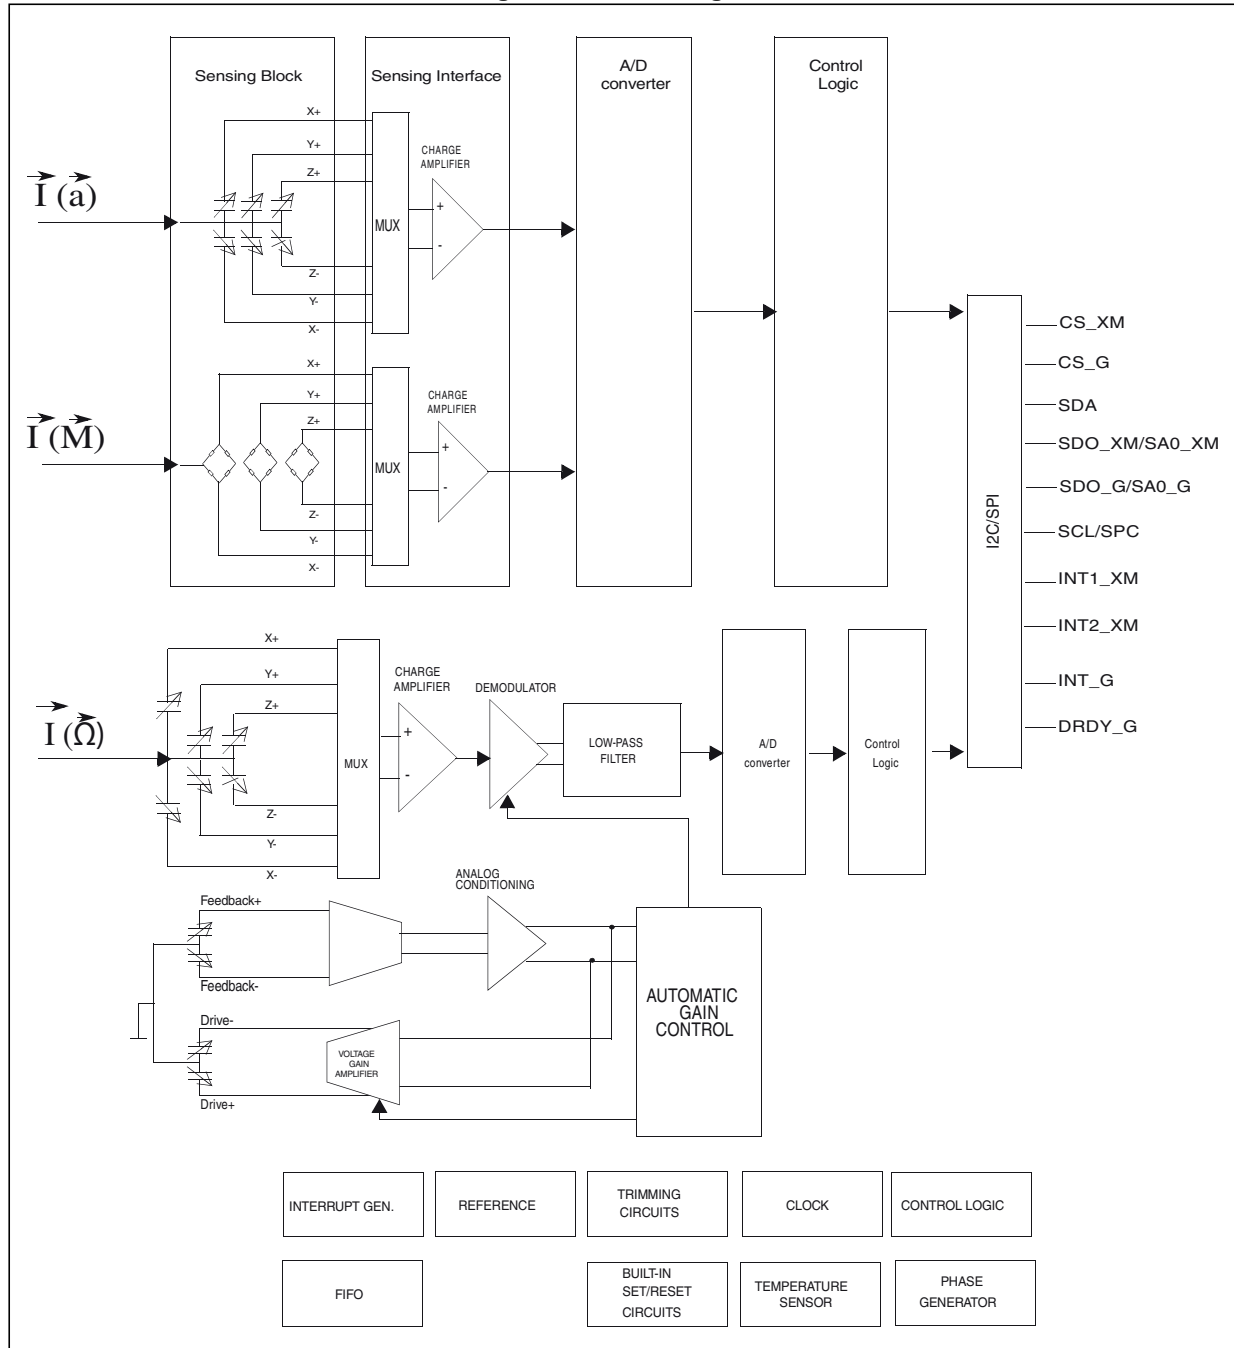 Sensing Block
Sensing Interface
A/D
converter
Control
Logic
X+
Y+
Z+
CHARGE
AMPLIFIER
I (a)
+
MUX
-
Z-
Y-
X-
X+
Y+
Z+
CHARGE
AMPLIFIER
I (M)
+
MUX
-
Z-
Y-
X-
I2C/SPI
CS_XM
CS_G
SDA
SDO_XM/SA0_XM
SDO_G/SA0_G
SCL/SPC
INT1_XM
INT2_XM
INT_G
DRDY_G
X+
Y+
Z+
CHARGE
AMPLIFIER
DEMODULATOR
I (Ω)
+
MUX
-
LOW-PASS
FILTER
A/D
converter
Control
Logic
Z-
Y-
X-
ANALOG
CONDITIONING
Feedback+
Feedback-
AUTOMATIC
GAIN
CONTROL
Drive-
VOLTAGE
GAIN
AMPLIFIER
Drive+
INTERRUPT GEN.
REFERENCE
TRIMMING
CIRCUITS
CLOCK
CONTROL LOGIC
FIFO
BUILT-IN
SET/RESET
CIRCUITS
TEMPERATURE
SENSOR
PHASE
GENERATOR